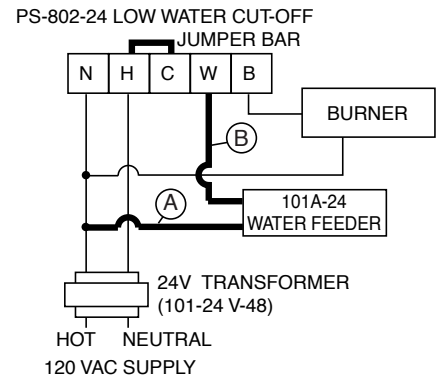 PS-802-24 LOW WATER CUT-OFF
JUMPER BAR
N H C W B
BURNER
B
101A-24
WATER FEEDER
A
24V TRANSFORMER
(101-24 V-48)
HOT NEUTRAL
120 VAC SUPPLY